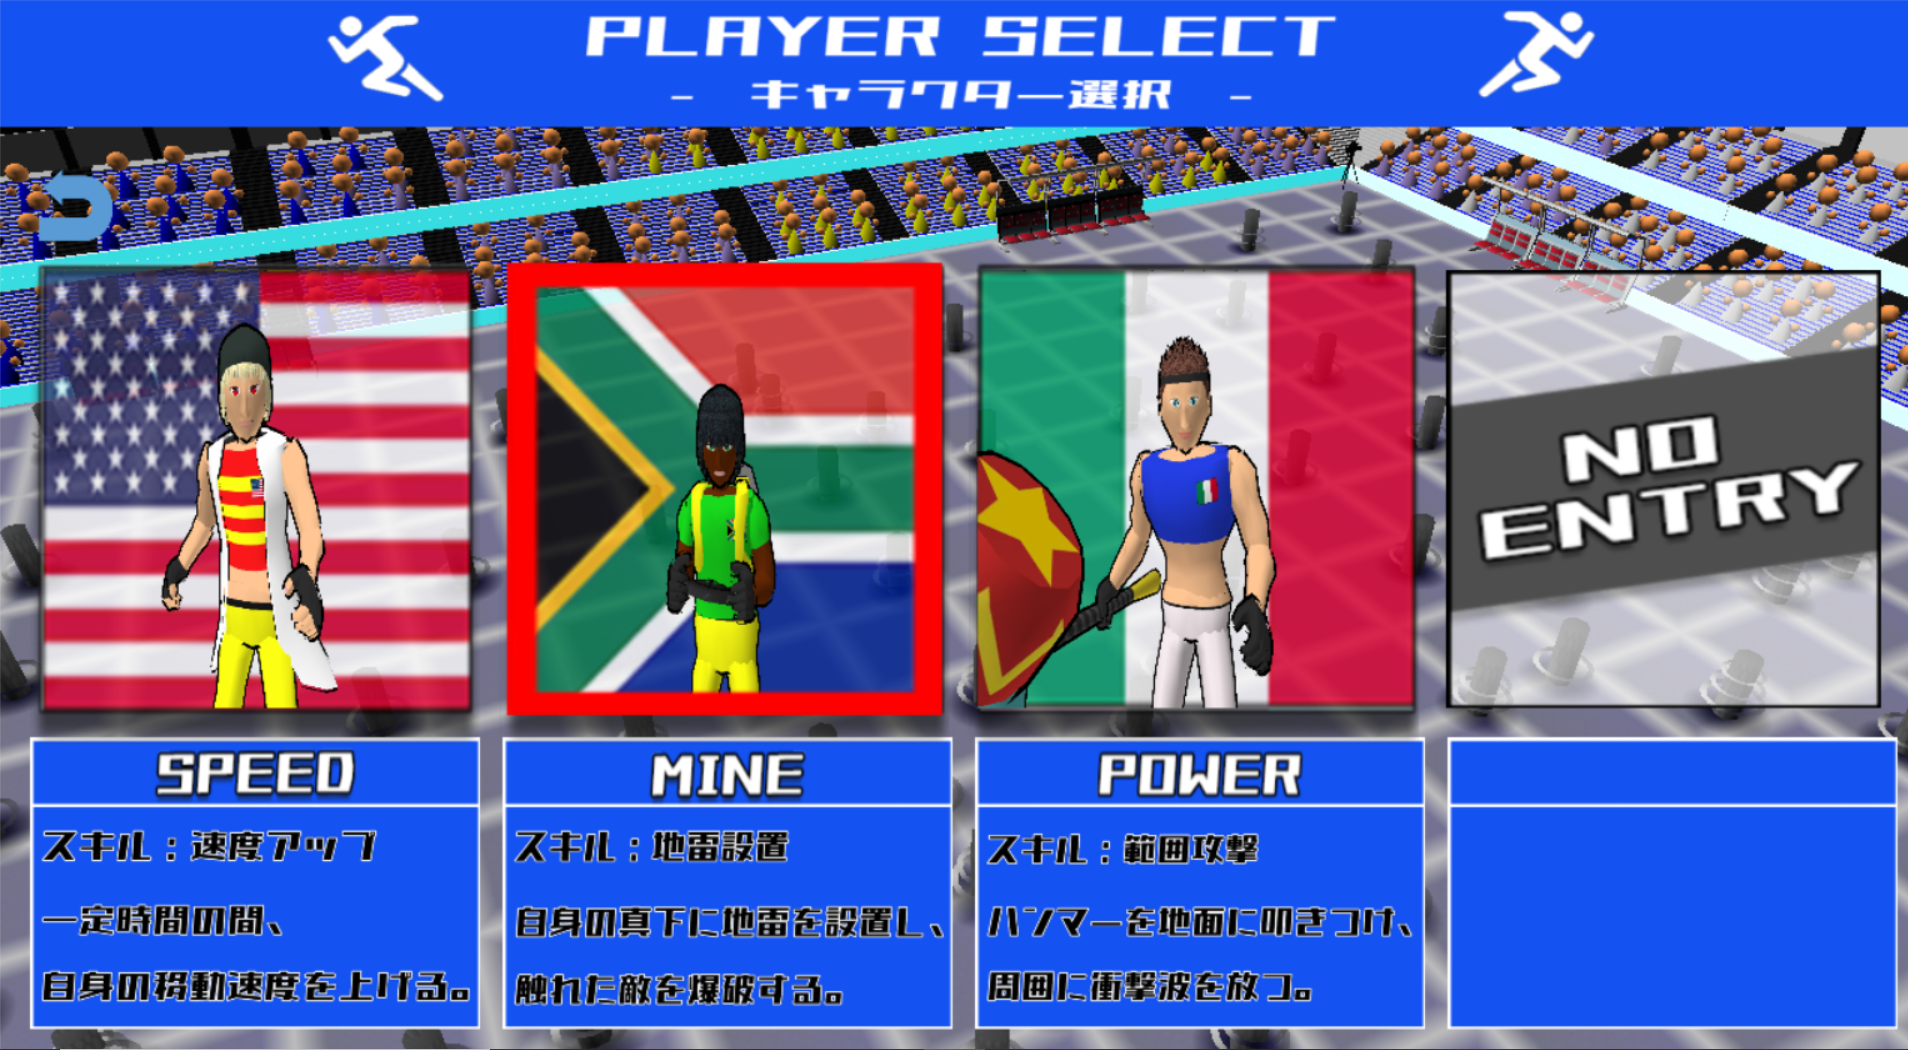 PLAYER SELECT
- キャラクター選択 -
NO
ENTRY
SPEED
スキル：速度アップ
一定時間の間、
自身の移動速度を上げる。
MINE
スキル：地雷設置
自身の真下に地雷を設置し、
触れた敵を爆破する。
POWER
スキル：範囲攻撃
ハンマーを地面に叩きつけ、
周囲に衝撃波を放つ。